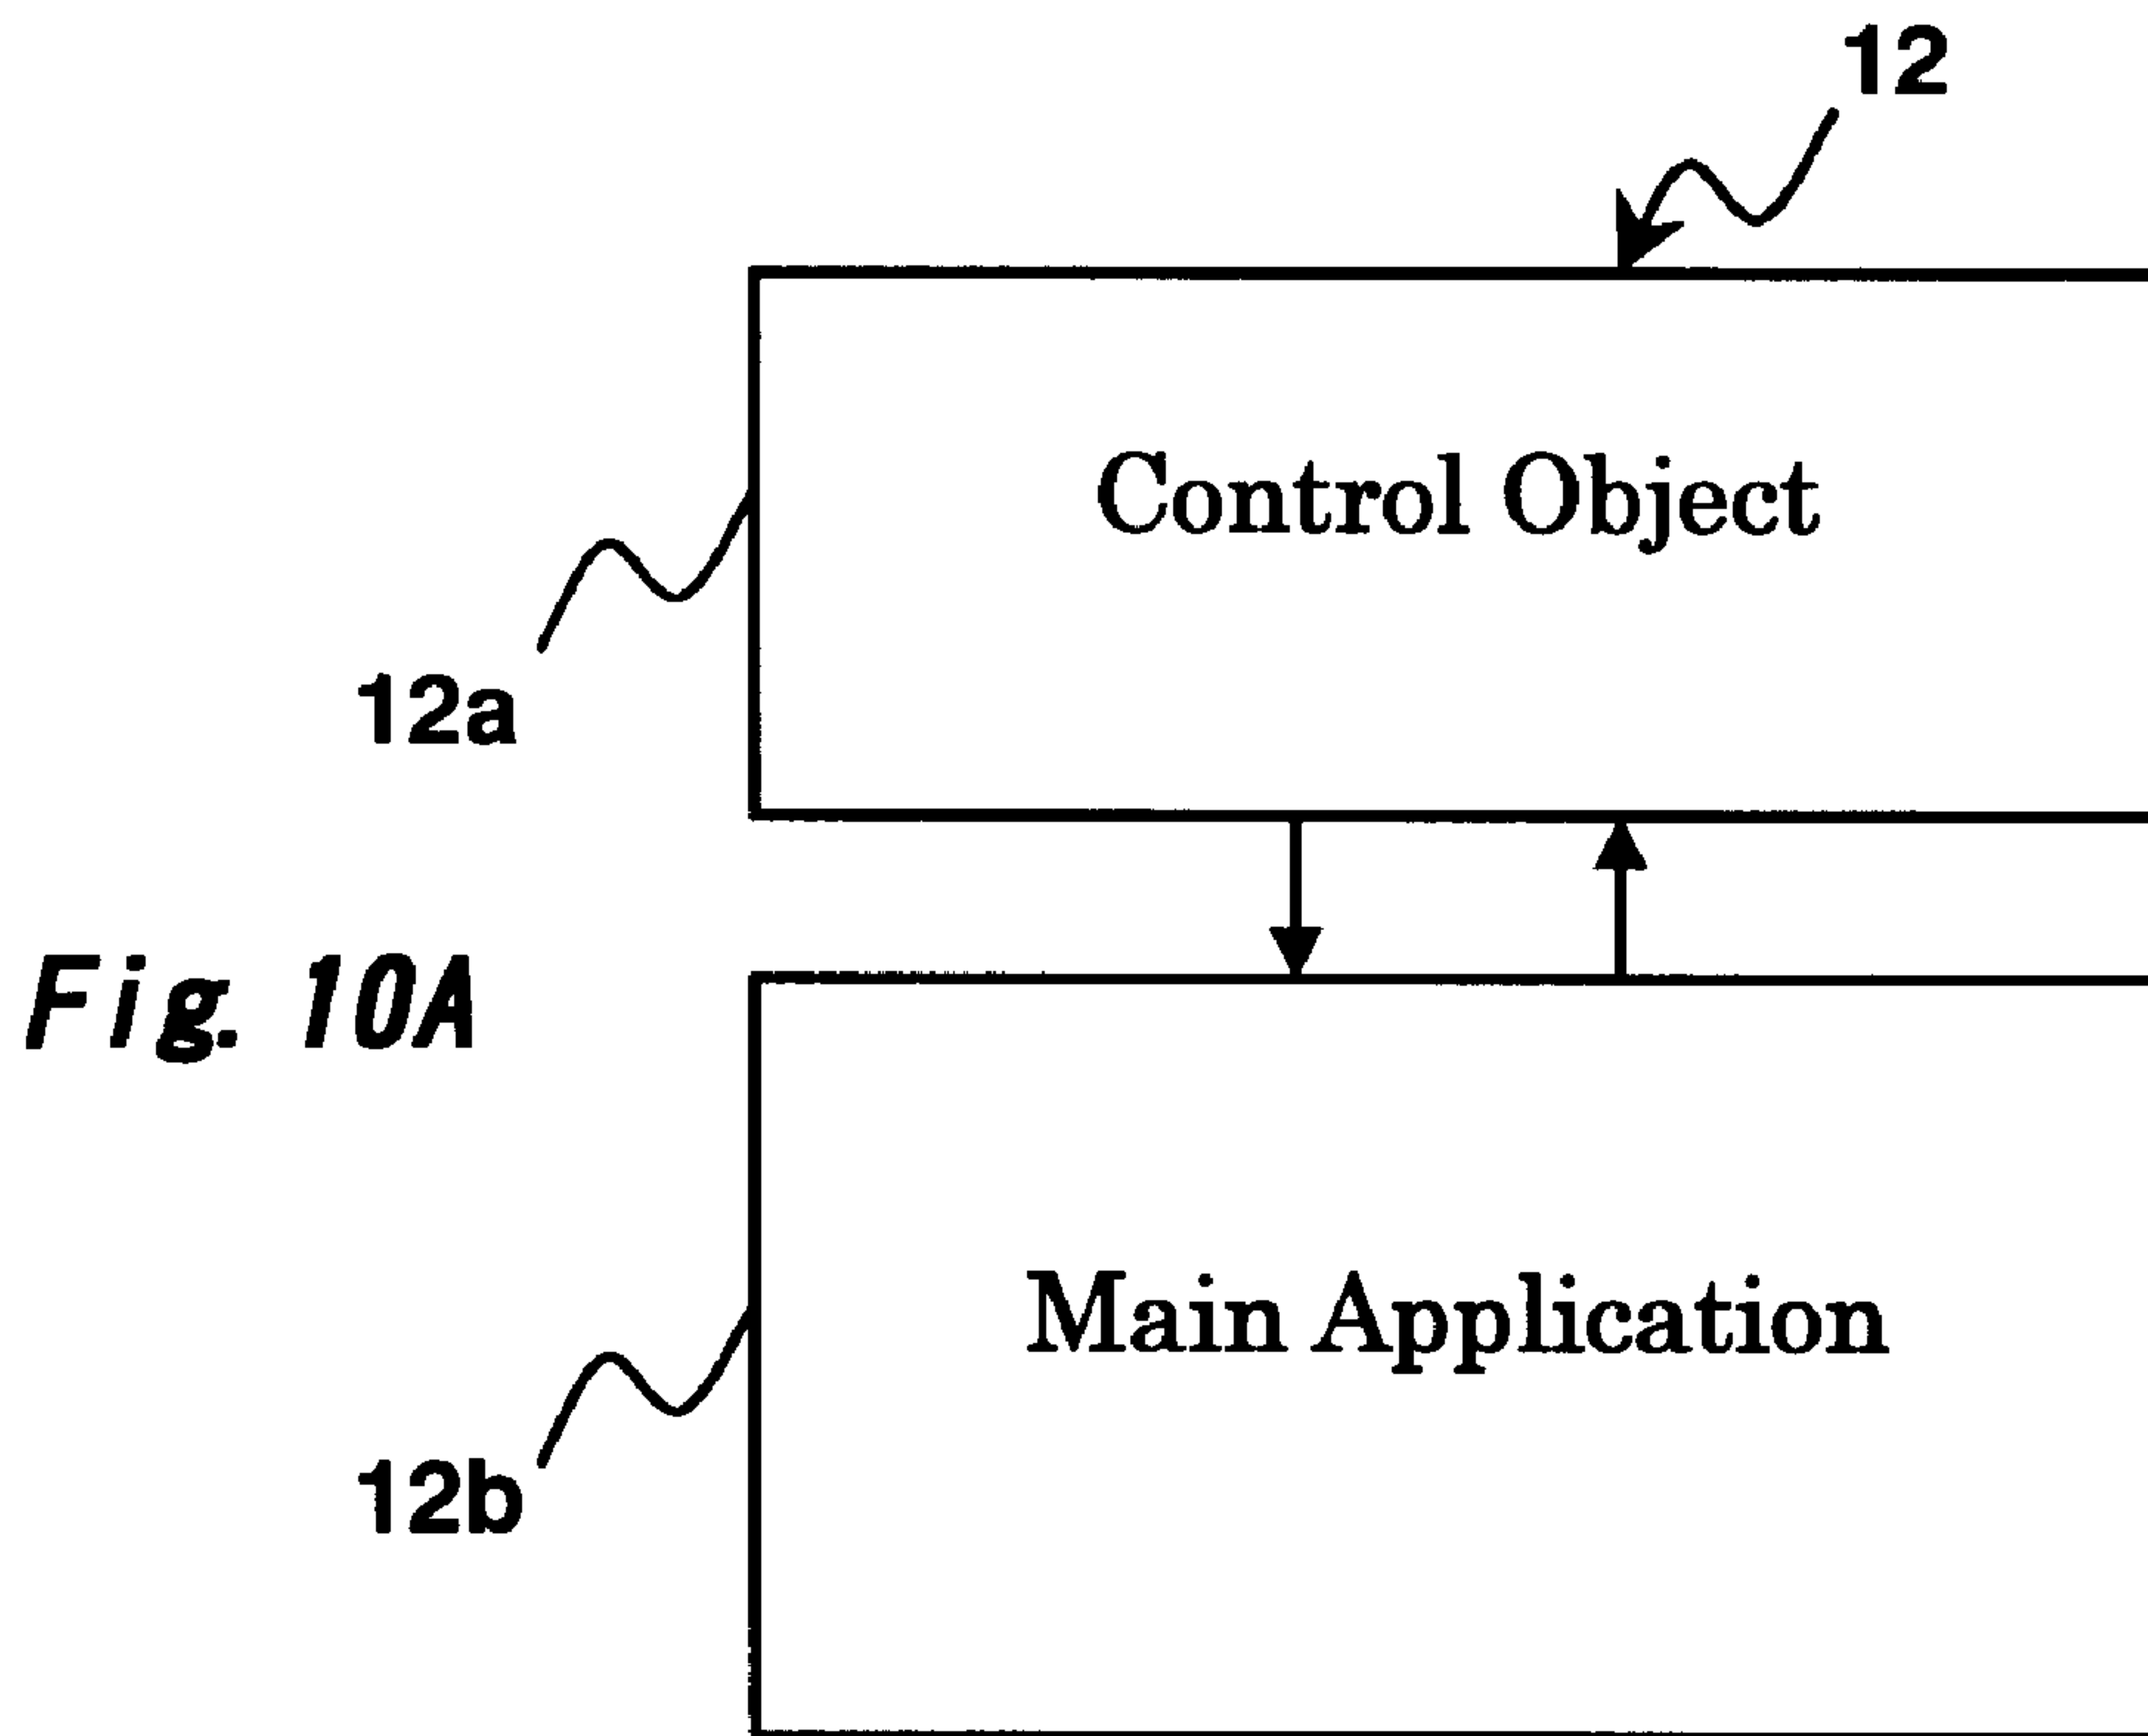 12
Control Object
12a
Fig. 10A
Main Application
12b